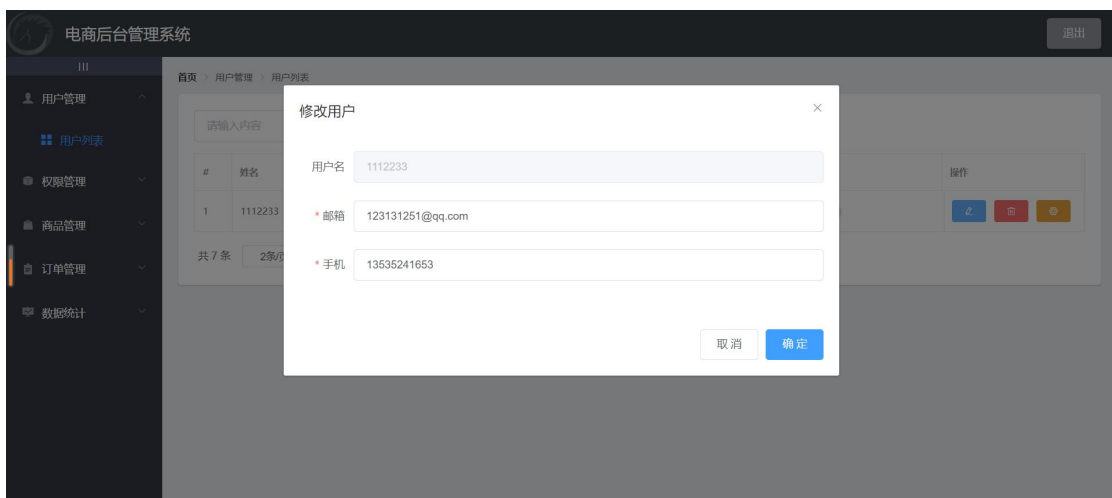 电商后台管理系统
退出
首页 > 用户管理 > 用户列表
用户管理
用户列表
权限管理
商品管理
订单管理
数据统计
请输入内容
# 姓名 操作
1 1112233
共 7 条 2条/页
修改用户
用户名 1112233
* 邮箱 123131251@qq.com
* 手机 13535241653
取 消 确 定